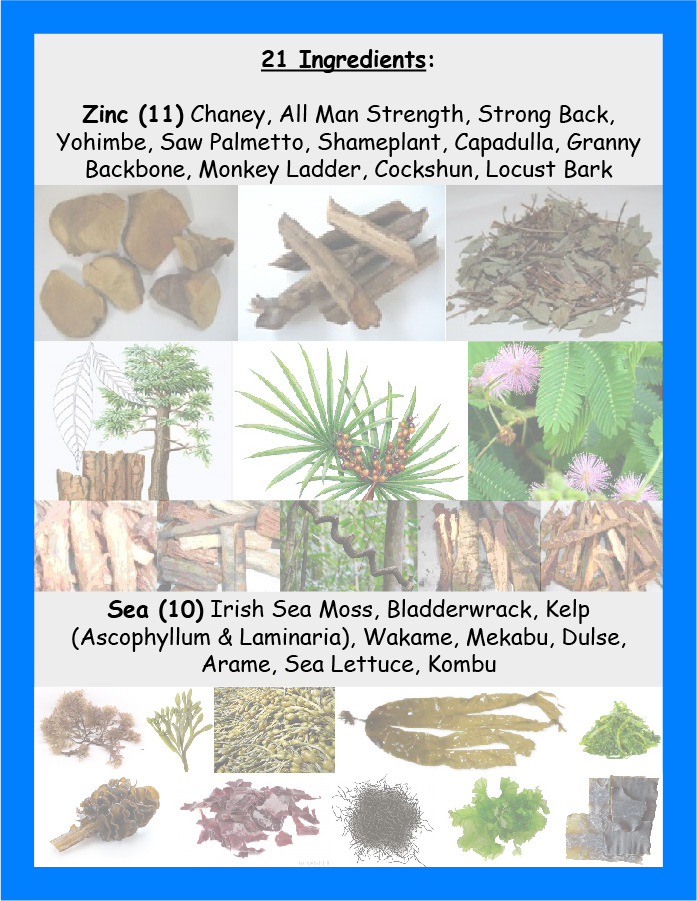 21 Ingredients:
Zinc (11) Chaney, All Man Strength, Strong Back,
Yohimbe, Saw Palmetto, Shameplant, Capadulla, Granny
Backbone, Monkey Ladder, Cockshun, Locust Bark
Sea (10) Irish Sea Moss, Bladderwrack, Kelp
(Ascophyllum & Laminaria), Wakame, Mekabu, Dulse,
Arame, Sea Lettuce, Kombu